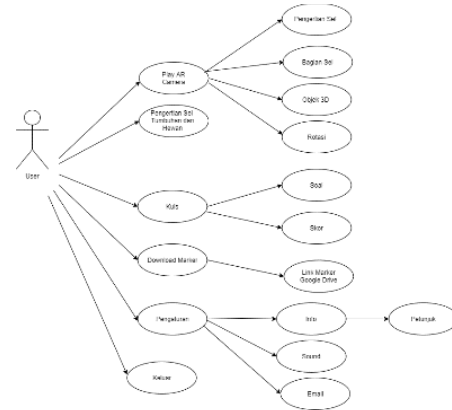 Pengertian Sel
Play AR
Camera
Bagian Sel
Objek 3D
Pengertian Sel
Tumbuhan dan
Hewan
Rotasi
User
Soal
Kuis
Skor
Download Marker
Link Marker
Google Drive
Pengaturan
Info
Petunjuk
Sound
Keluar
Email